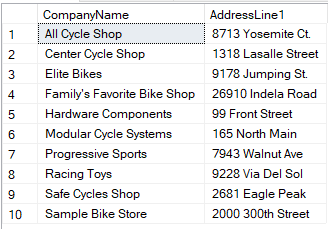 CompanyName AddressLine1
1 All Cycle Shop 8713 Yosemite Ct.
2 Center Cycle Shop 1318 Lasalle Street
3 Elite Bikes 9178 Jumping St.
4 Family's Favorite Bike Shop 26910 Indela Road
5 Hardware Components 99 Front Street
6 Modular Cycle Systems 165 North Main
7 Progressive Sports 7943 Walnut Ave
8 Racing Toys 9228 Via Del Sol
9 Safe Cycles Shop 2681 Eagle Peak
10 Sample Bike Store 2000 300th Street